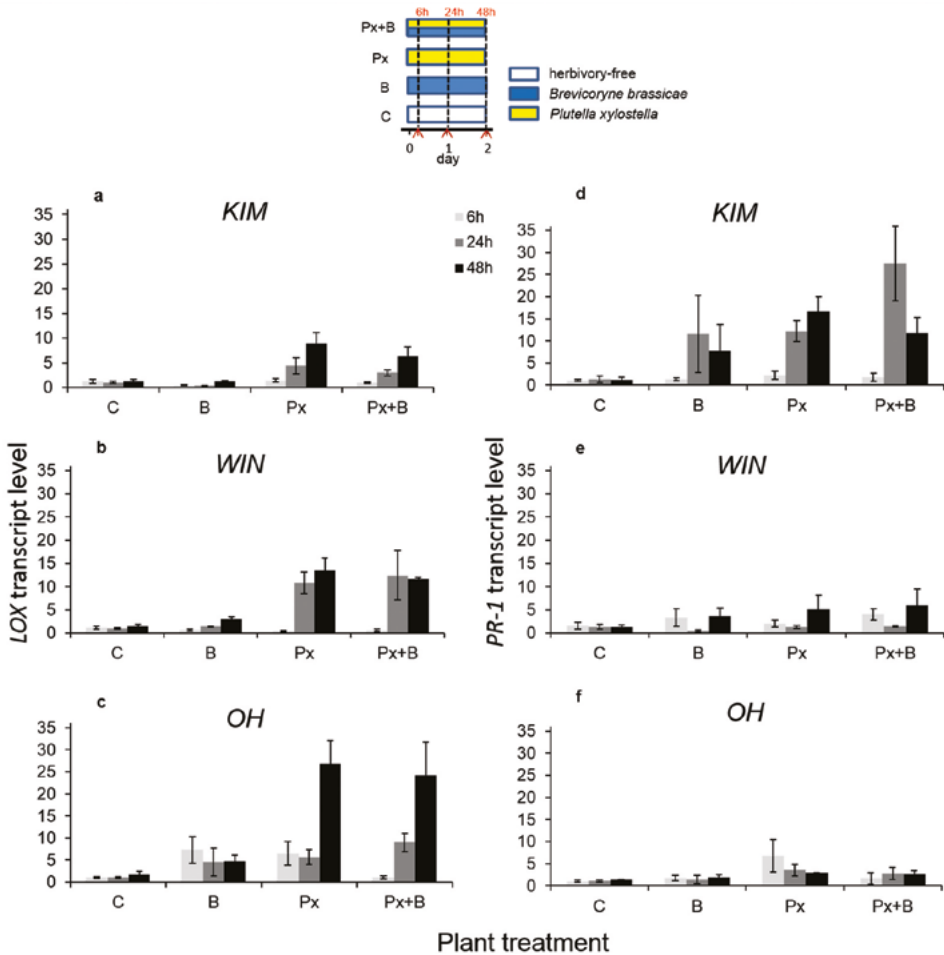 6h 24h 48h
Px+B
Px
B
C
0 1 2
day
herbivory-free
Brevicoryne brassicae
Plutella xylostella
a
KIM
35
30
25
20
15
10
5
0
C B Px Px+B
6h
24h
48h
d
KIM
35
30
25
20
15
10
5
0
C B Px Px+B
b
WIN
35
30
25
20
15
10
5
0
C B Px Px+B
LOX transcript level
e
WIN
35
30
25
20
15
10
5
0
C B Px Px+B
PR-1 transcript level
c
OH
35
30
25
20
15
10
5
0
C B Px Px+B
f
OH
35
30
25
20
15
10
5
0
C B Px Px+B
Plant treatment